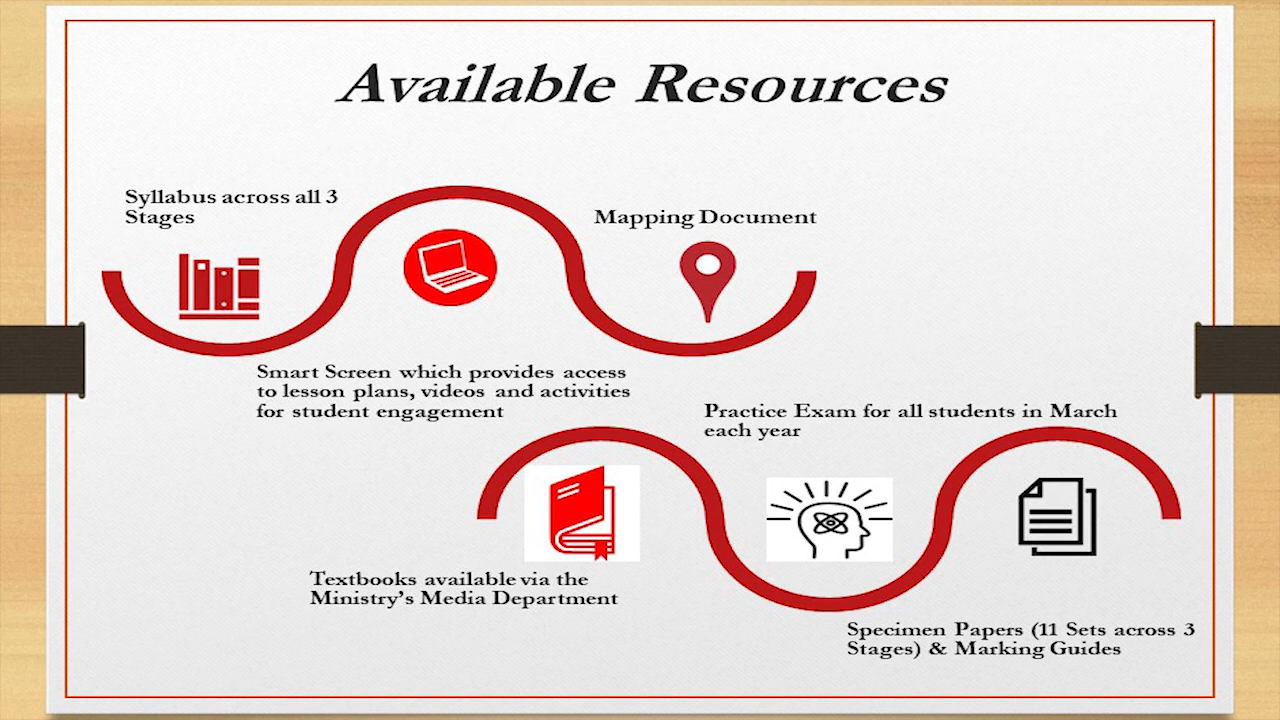 Available Resources
Syllabus across all 3
Stages
Mapping Document
Smart Screen which provides access
to lesson plans, videos and activities
for student engagement
Practice Exam for all students in March
each year
Textbooks available via the
Ministry's Media Department
Specimen Papers (11 Sets across 3
Stages) & Marking Guides